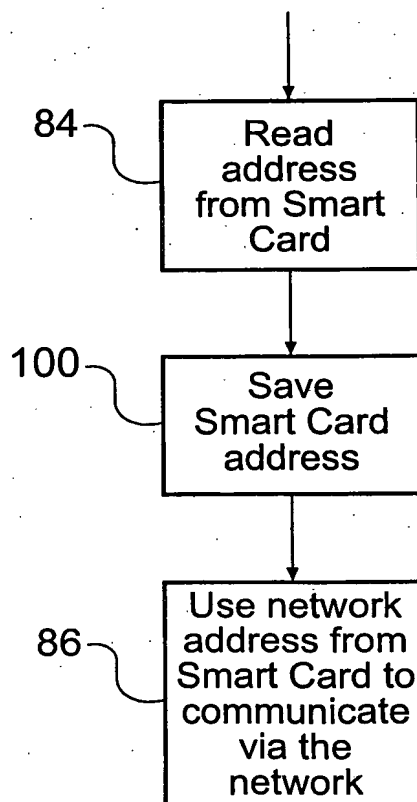 84
Read
address
from Smart
Card
100
Save
Smart Card
address
86
Use network
address from
Smart Card to
communicate
via the
network